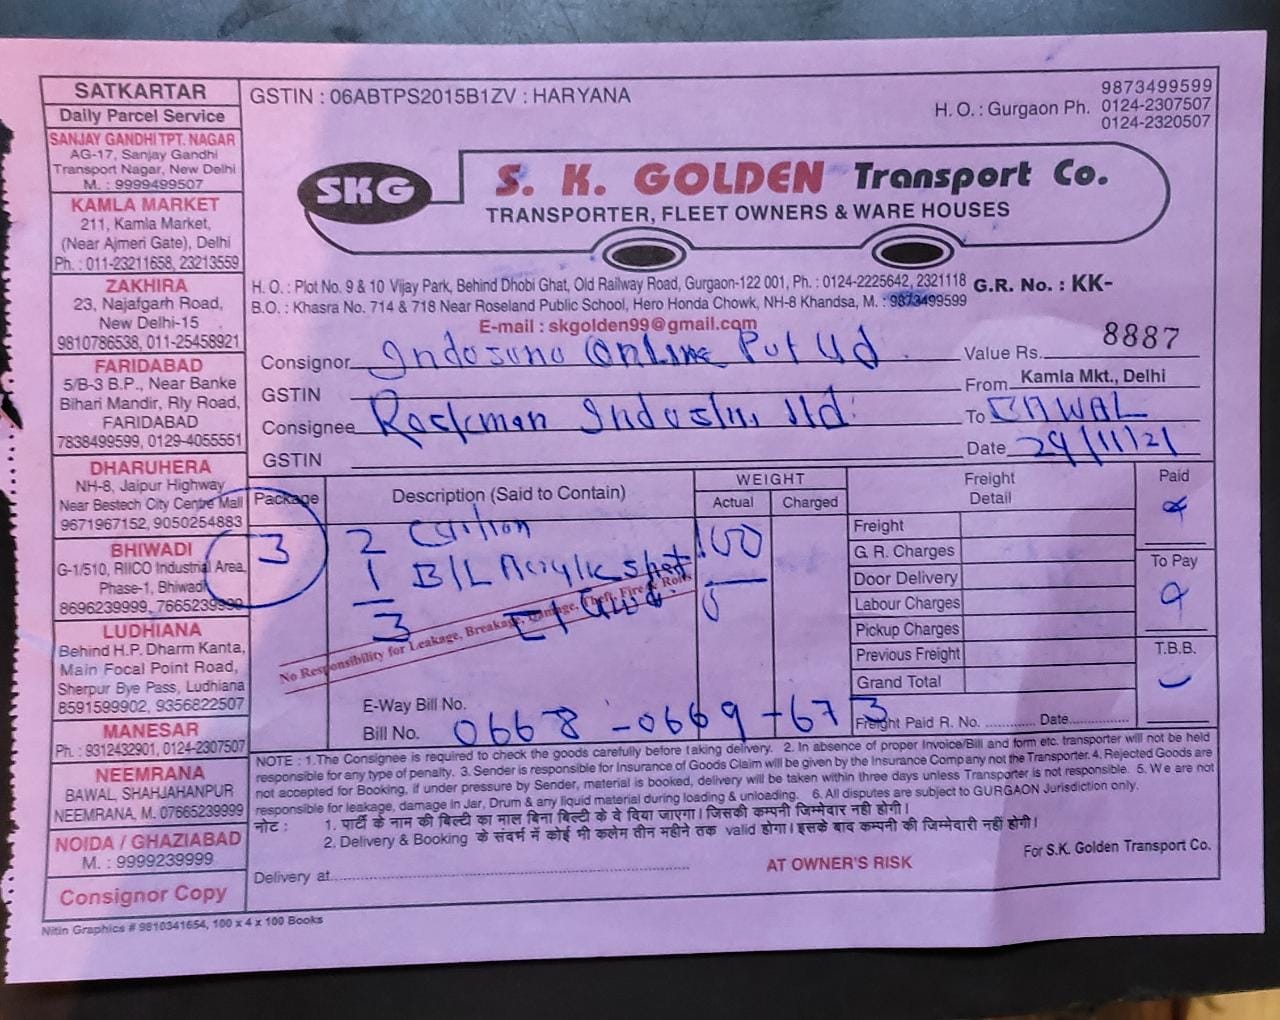 SATKARTAR
Daily Parcel Service
SANJAY GANDHI TPT. NAGAR
AG-17, Sanjay Gandhi
Transport Nagar, New Delhi
M. : 9999499507
KAMLA MARKET
211, Kamla Market,
(Near Ajmeri Gate), Delhi
Ph. : 011-23211658, 23213559
ZAKHIRA
23, Najafgarh Road,
New Delhi-15
9810786538, 011-25458921
FARIDABAD
5/B-3 B.P., Near Banke
Bihari Mandir, Rly Road,
FARIDABAD
7838499599, 0129-4055551
DHARUHERA
NH-8, Jaipur Highway
Near Bestech City Centre Mall
9671967152, 9050254883
BHIWADI
G-1/510, RIICO Industrial Area,
Phase-1, Bhiwadi
8696239999, 7665239999
LUDHIANA
Behind H.P. Dharm Kanta,
Main Focal Point Road,
Sherpur Bye Pass, Ludhiana
8591599902, 9356822507
MANESAR
Ph. : 9312432901, 0124-2307507
NEEMRANA
BAWAL, SHAHJAHANPUR
NEEMRANA, M. 07665239999
NOIDA / GHAZIABAD
M. : 9999239999
Consignor Copy
GSTIN : 06ABTPS2015B1ZV : HARYANA
9873499599
H. O. : Gurgaon Ph. 0124-2307507
0124-2320507
SKG S. K. GOLDEN Transport Co.
TRANSPORTER, FLEET OWNERS & WARE HOUSES
H. O. : Plot No. 9 & 10 Vijay Park, Behind Dhobi Ghat, Old Railway Road, Gurgaon-122 001, Ph. : 0124-2225642, 2321118
G.R. No. : KK-
B.O. : Khasra No. 714 & 718 Near Roseland Public School, Hero Honda Chowk, NH-8 Khandsa, M. : 9873499599
E-mail : skgolden99@gmail.com
8887
Consignor Online Pvt Ltd.
Value Rs.
GSTIN
From Kamla Mkt., Delhi
Consignee Rockman Ltd.
To BAWAL
GSTIN
Date 29/11/21
Package Description (Said to Contain) WEIGHT Actual Charged Freight Detail Paid
3
2 Carton 100
1 B/L Acrylic sheet
3
No Responsibility for Leakage, Breakage, Damage, Theft, Fire & Riots
Freight
G. R. Charges
Door Delivery
To Pay
Labour Charges
Pickup Charges
Previous Freight
T.B.B.
Grand Total
E-Way Bill No.
Bill No. 0668-0669-673
Freight Paid R. No. ............. Date...............
NOTE : 1.The Consignee is required to check the goods carefully before taking delivery. 2. In absence of proper Invoice/Bill and form etc. transporter will not be held
responsible for any type of penalty. 3. Sender is responsible for Insurance of Goods Claim will be given by the Insurance Company not the Transporter. 4. Rejected Goods are
not accepted for Booking, if under pressure by Sender, material is booked, delivery will be taken within three days unless Transporter is not responsible. 5. We are not
responsible for leakage, damage in Jar, Drum & any liquid material during loading & unloading. 6. All disputes are subject to GURGAON Jurisdiction only.
नोट : 1. पार्टी के नाम की बिल्टी का माल बिना बिल्टी के दे दिया जाएगा। जिसकी कम्पनी जिम्मेदार नही होगी।
2. Delivery & Booking के संदर्भ में कोई भी कलेम तीन महीने तक valid होगा। इसके बाद कम्पनी की जिम्मेदारी नहीं होगी।
For S.K. Golden Transport Co.
Delivery at............................................................
AT OWNER'S RISK
Nitin Graphics # 9810341654, 100 x 4 x 100 Books